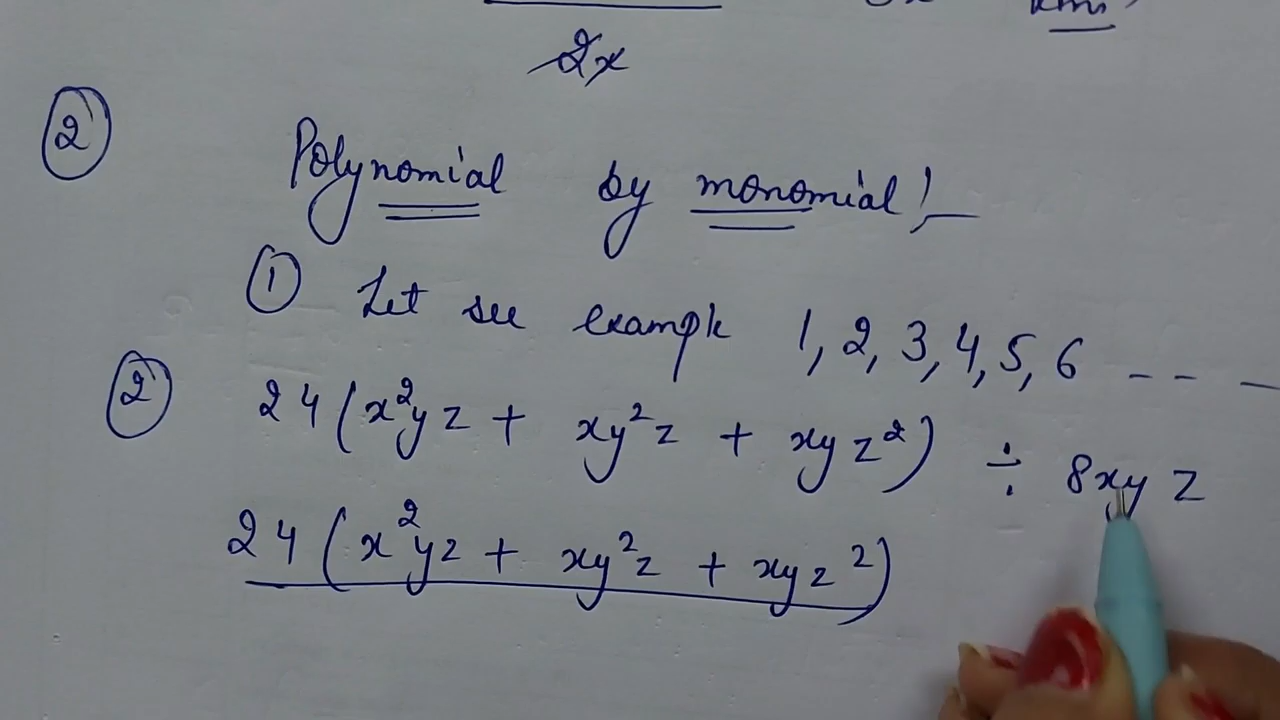 2x
② Polynomial by monomial!—
① Let see example 1, 2, 3, 4, 5, 6 - - -
② 24(x²yz + xy²z + xyz²) ÷ 8xyz
24(x²yz + xy²z + xyz²)